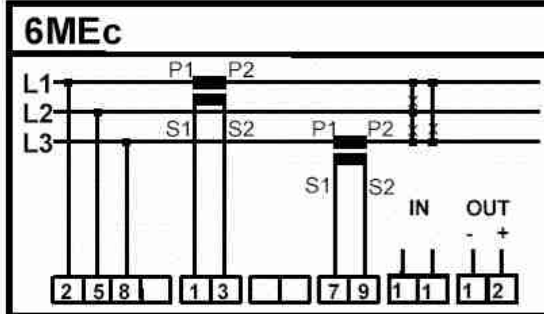 6MEc
P1 P2
L1
L2
S1 S2 P1 P2
L3
S1 S2
IN OUT
- +
2 5 8 1 3 7 9 1 1 1 2